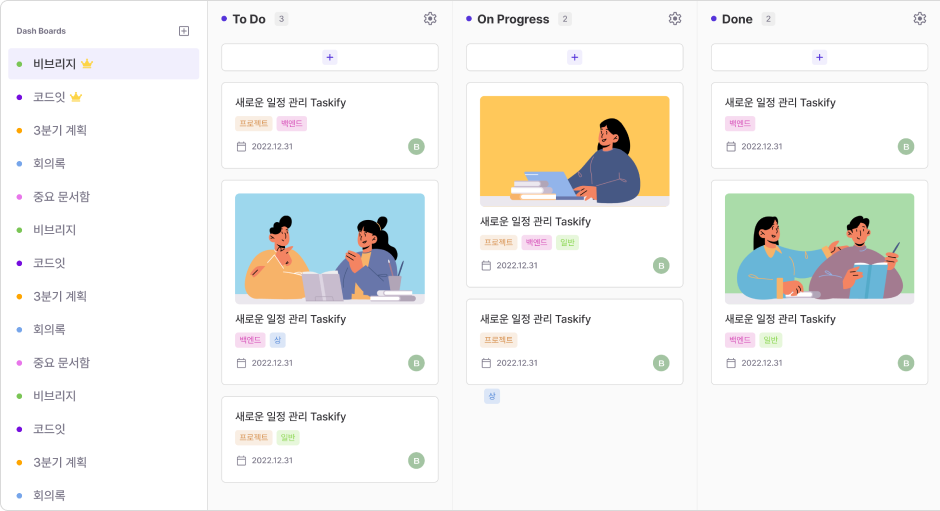 Dash Boards
비브리지
코드잇
3분기 계획
회의록
중요 문서함
비브리지
코드잇
3분기 계획
회의록
중요 문서함
비브리지
코드잇
3분기 계획
회의록
To Do 3
+
새로운 일정 관리 Taskify
프로젝트 백엔드
2022.12.31 B
새로운 일정 관리 Taskify
백엔드 상
2022.12.31 B
새로운 일정 관리 Taskify
프로젝트 일반
2022.12.31 B
On Progress 2
+
새로운 일정 관리 Taskify
프로젝트 백엔드 일반
2022.12.31 B
새로운 일정 관리 Taskify
프로젝트
2022.12.31 B
상
Done 2
+
새로운 일정 관리 Taskify
백엔드
2022.12.31 B
새로운 일정 관리 Taskify
백엔드 일반
2022.12.31 B